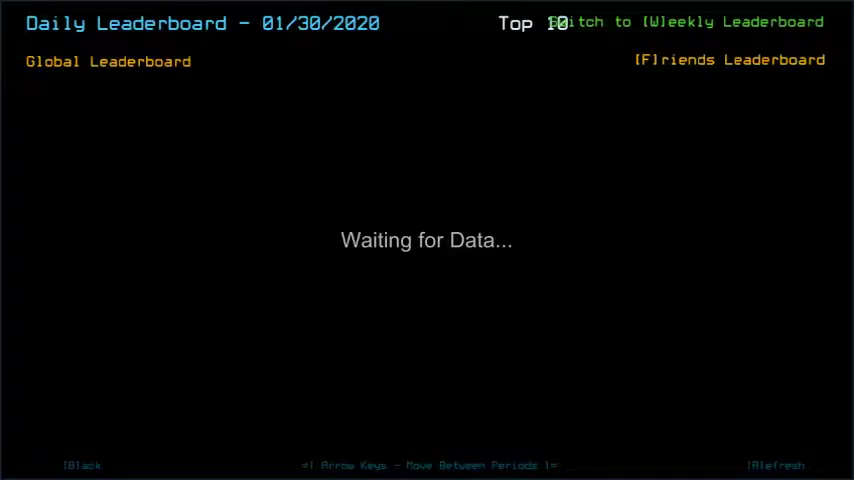 Daily Leaderboard - 01/30/2020 Top 10 Switch to [W]eekly Leaderboard
Global Leaderboard [F]riends Leaderboard
Waiting for Data...
[B]ack =[ Arrow Keys - Move Between Periods ]= [R]efresh